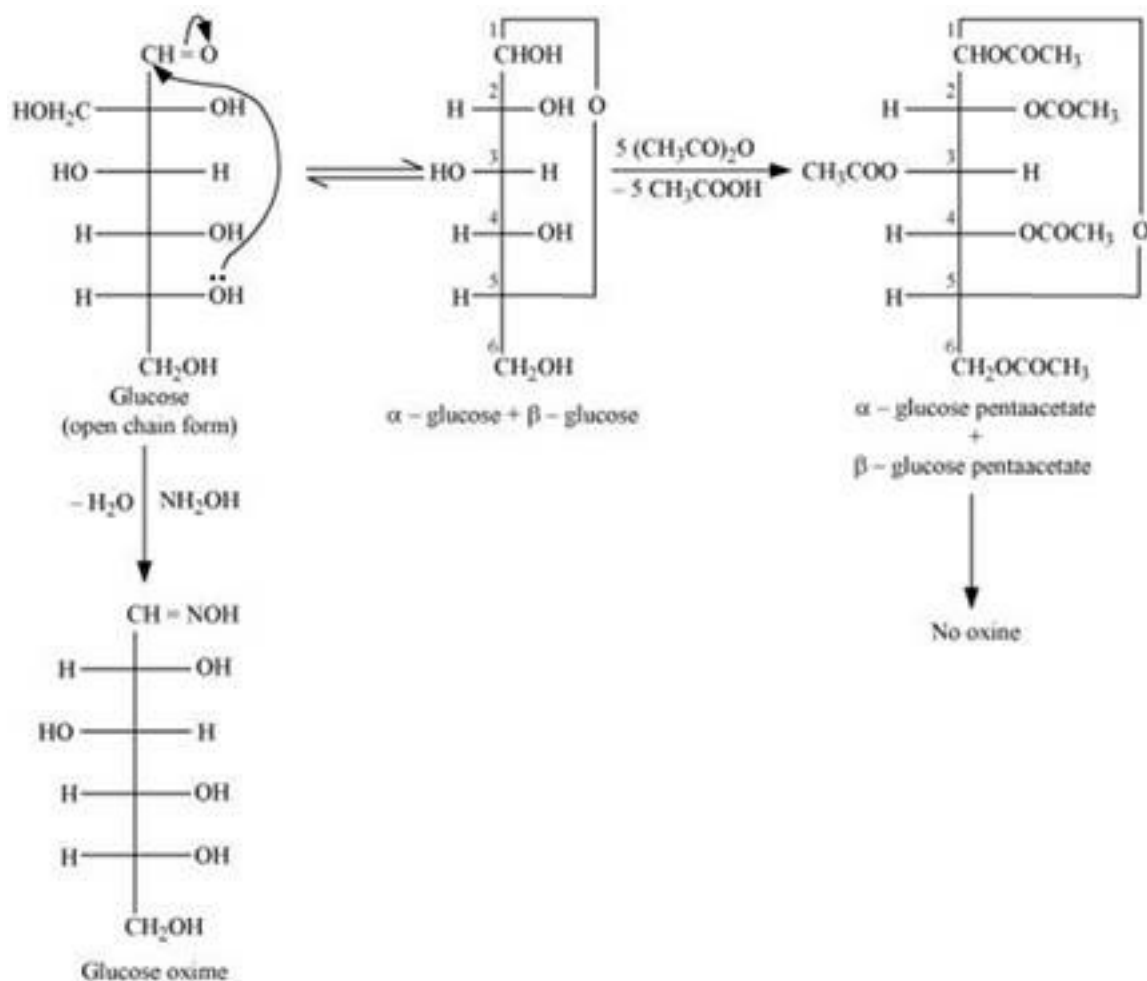 CH = O
HOH₂C OH
HO H
H OH
H OH
CH₂OH
Glucose
(open chain form)
– H₂O NH₂OH
CH = NOH
H OH
HO H
H OH
H OH
CH₂OH
Glucose oxime
1
CHOH
2
H OH O
3
HO H
4
H OH
5
H
6
CH₂OH
α – glucose + β – glucose
5 (CH₃CO)₂O
– 5 CH₃COOH
1
CHOCOCH₃
2
H OCOCH₃
3
CH₃COO H
4
H OCOCH₃ O
5
H
6
CH₂OCOCH₃
α – glucose pentaacetate
+
β – glucose pentaacetate
No oxine